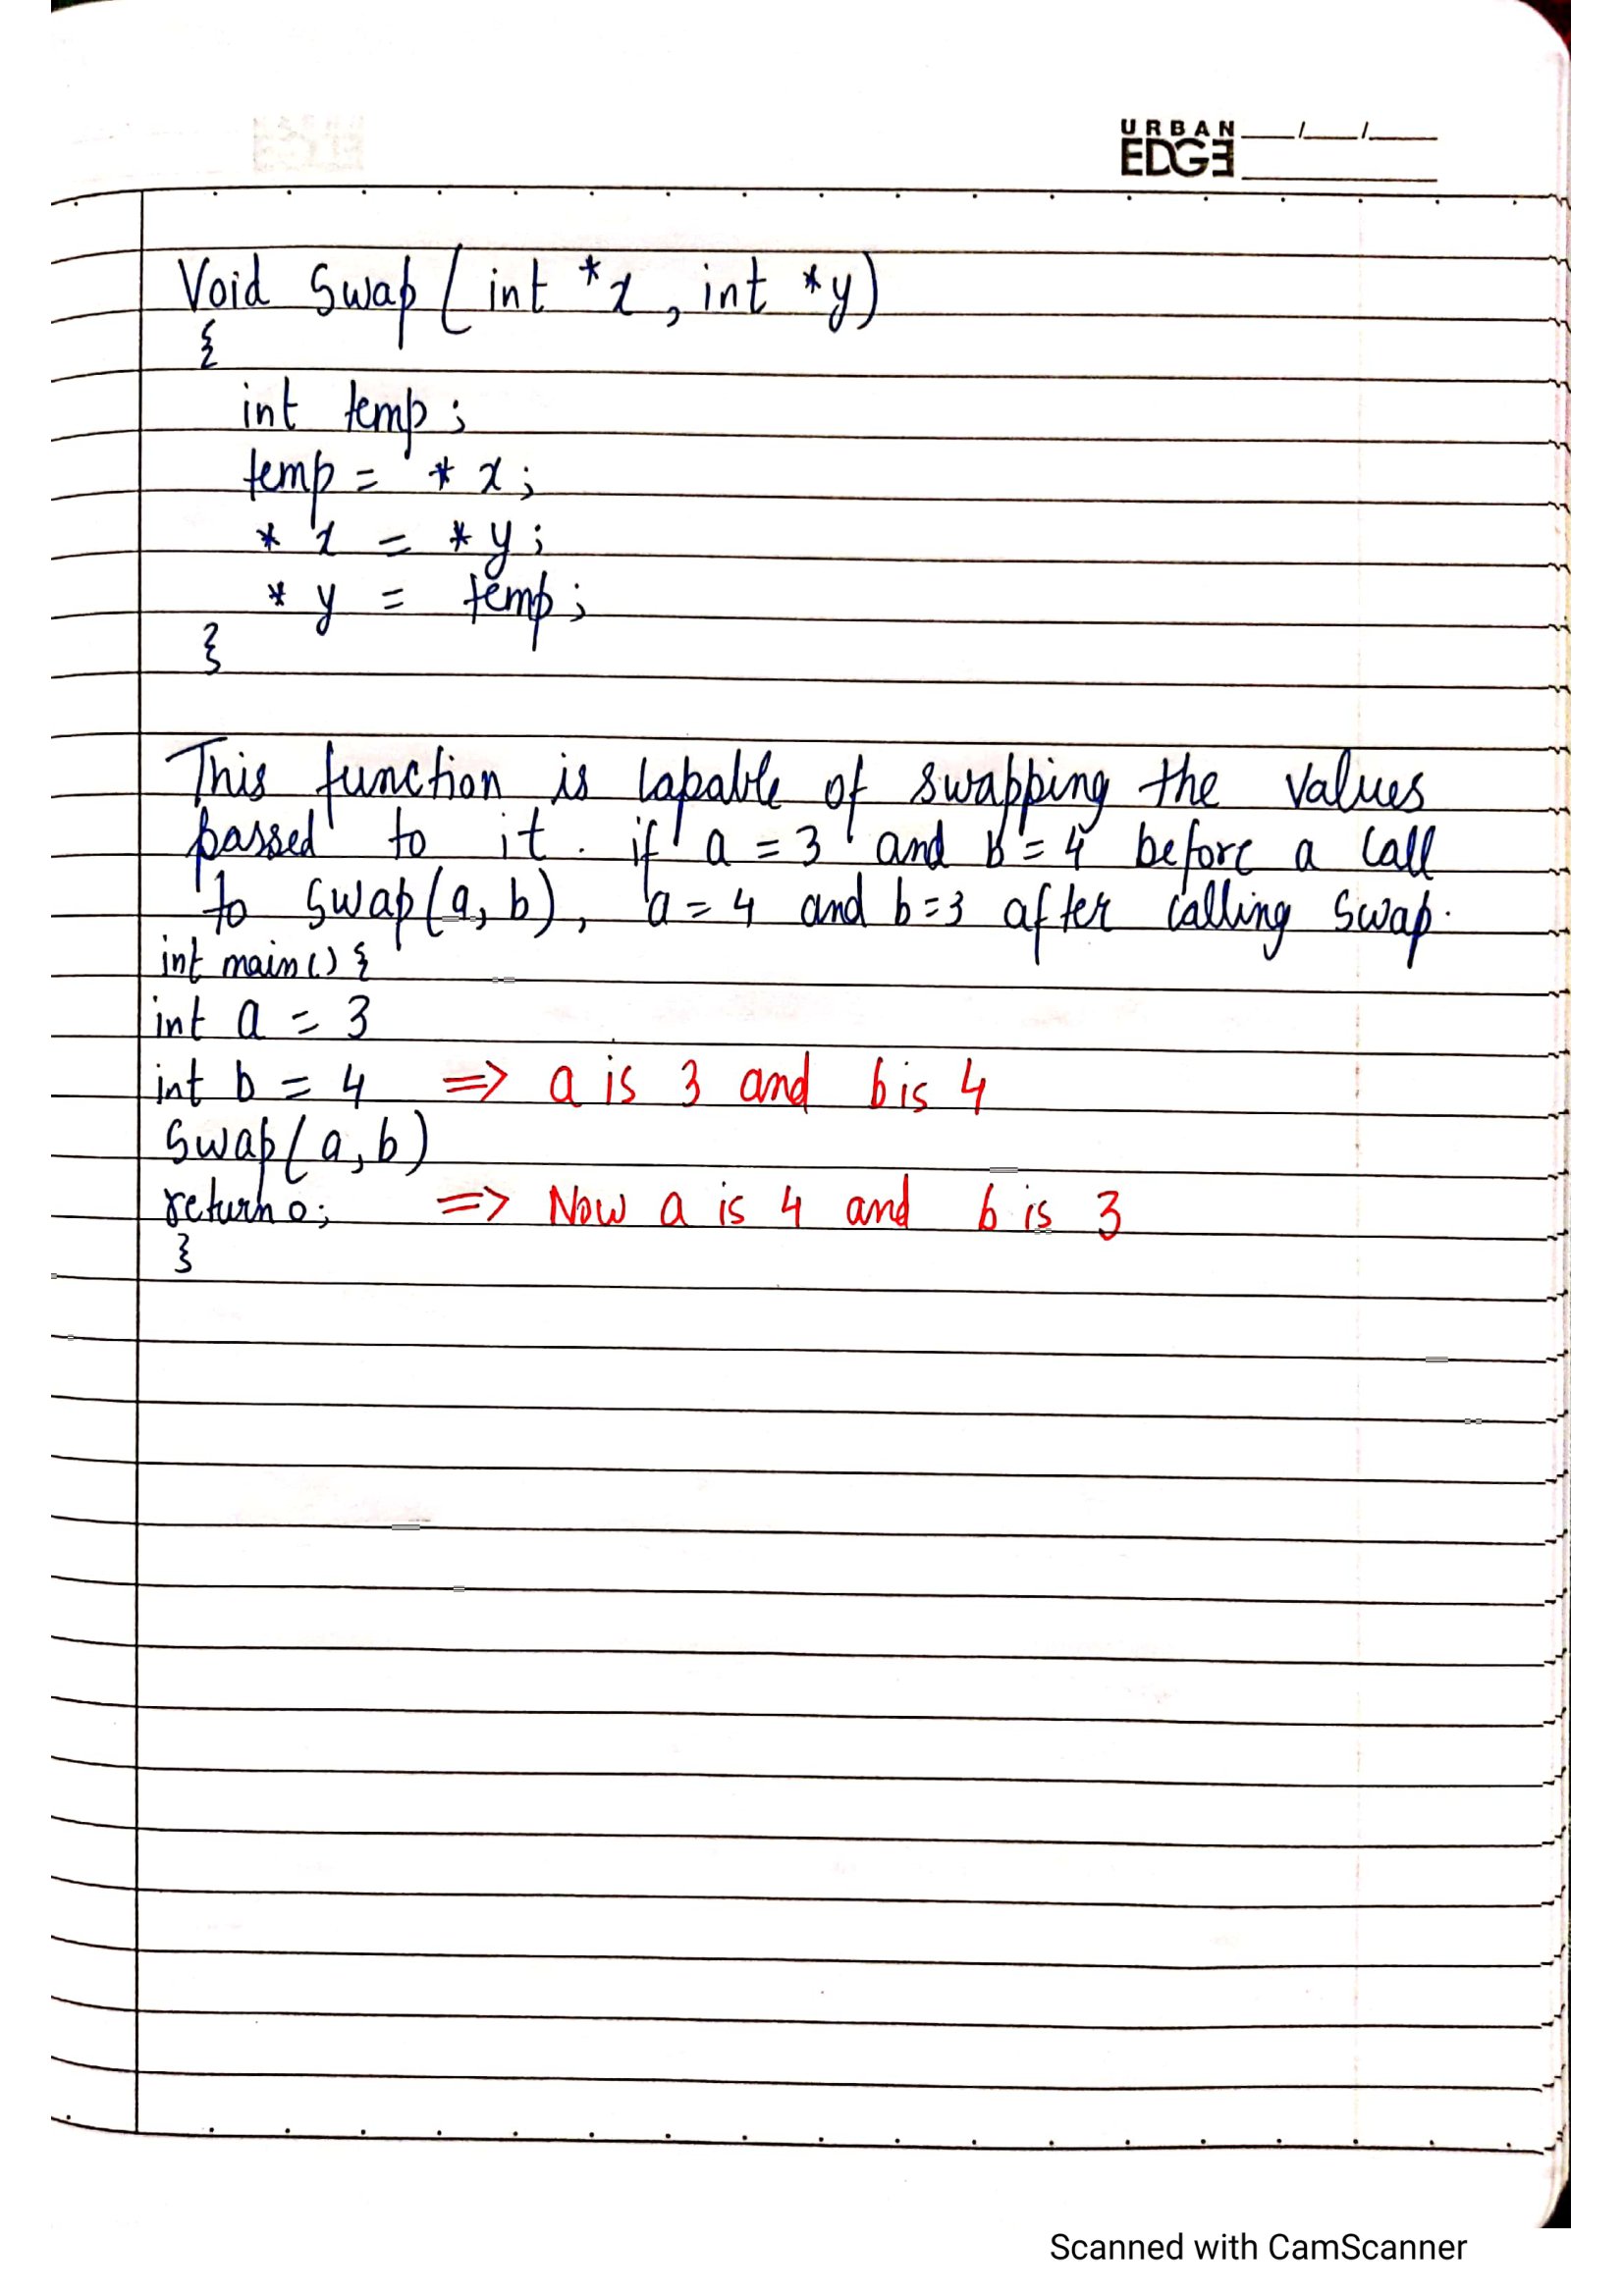 URBAN
EDGE
Void Swap (int *x, int *y)
{
int temp;
temp = *x;
*x = *y;
*y = temp;
}
This function is capable of swapping the values
passed to it. if a = 3 and b = 4 before a call
to Swap(a, b), a = 4 and b = 3 after calling Swap.
int main() {
int a = 3
int b = 4 => a is 3 and b is 4
Swap(a, b)
return 0; => Now a is 4 and b is 3
}
Scanned with CamScanner